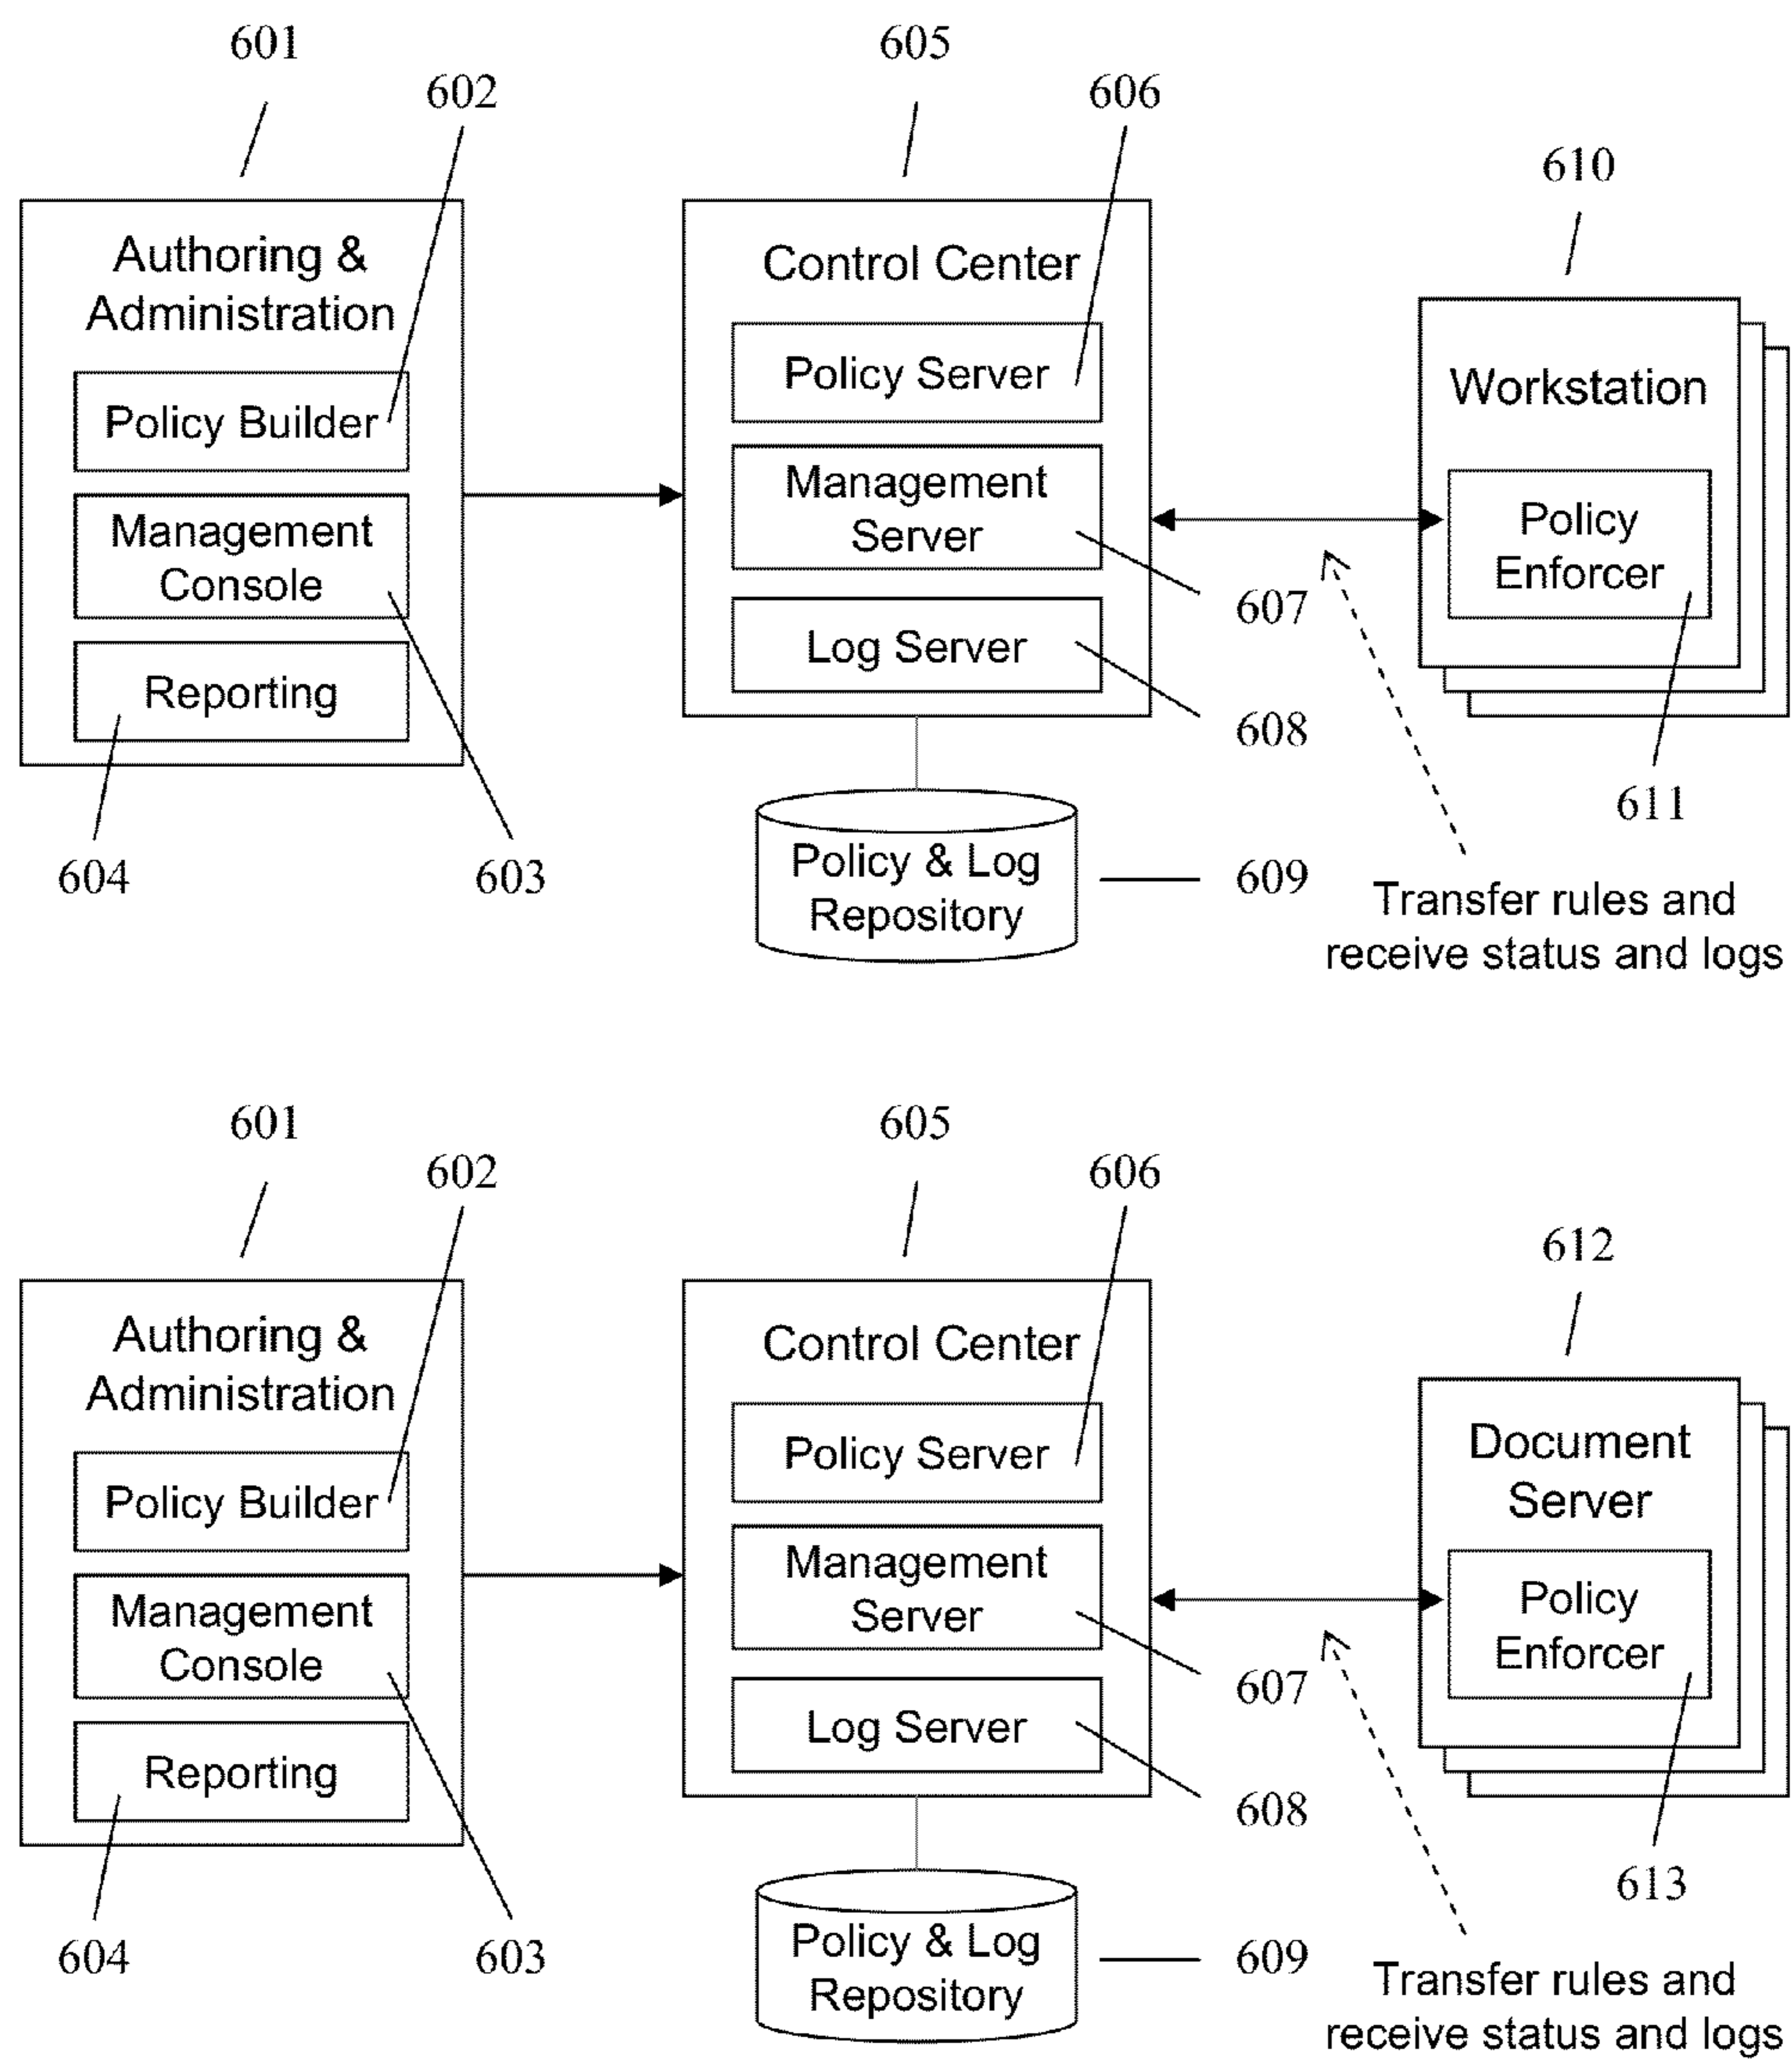 601
605
602
606
610
Authoring &
Administration
Control Center
Policy Builder
Policy Server
Workstation
Management
Console
Management
Server
Policy
Enforcer
607
Reporting
Log Server
608
611
604
603
Policy & Log
Repository
609
Transfer rules and
receive status and logs
601
605
602
606
612
Authoring &
Administration
Control Center
Policy Builder
Policy Server
Document
Server
Management
Console
Management
Server
Policy
Enforcer
607
Reporting
Log Server
608
613
604
603
Policy & Log
Repository
609
Transfer rules and
receive status and logs